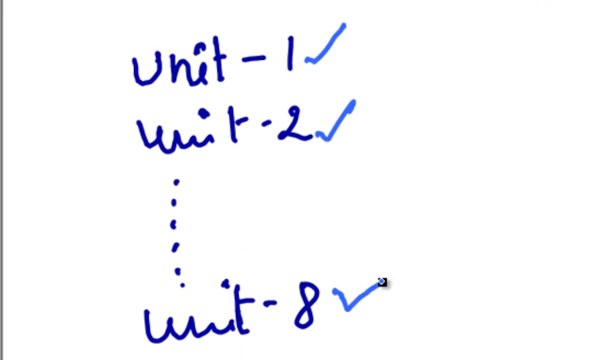 Unit - 1 ✓
unit - 2 ✓
⋮
unit - 8 ✓